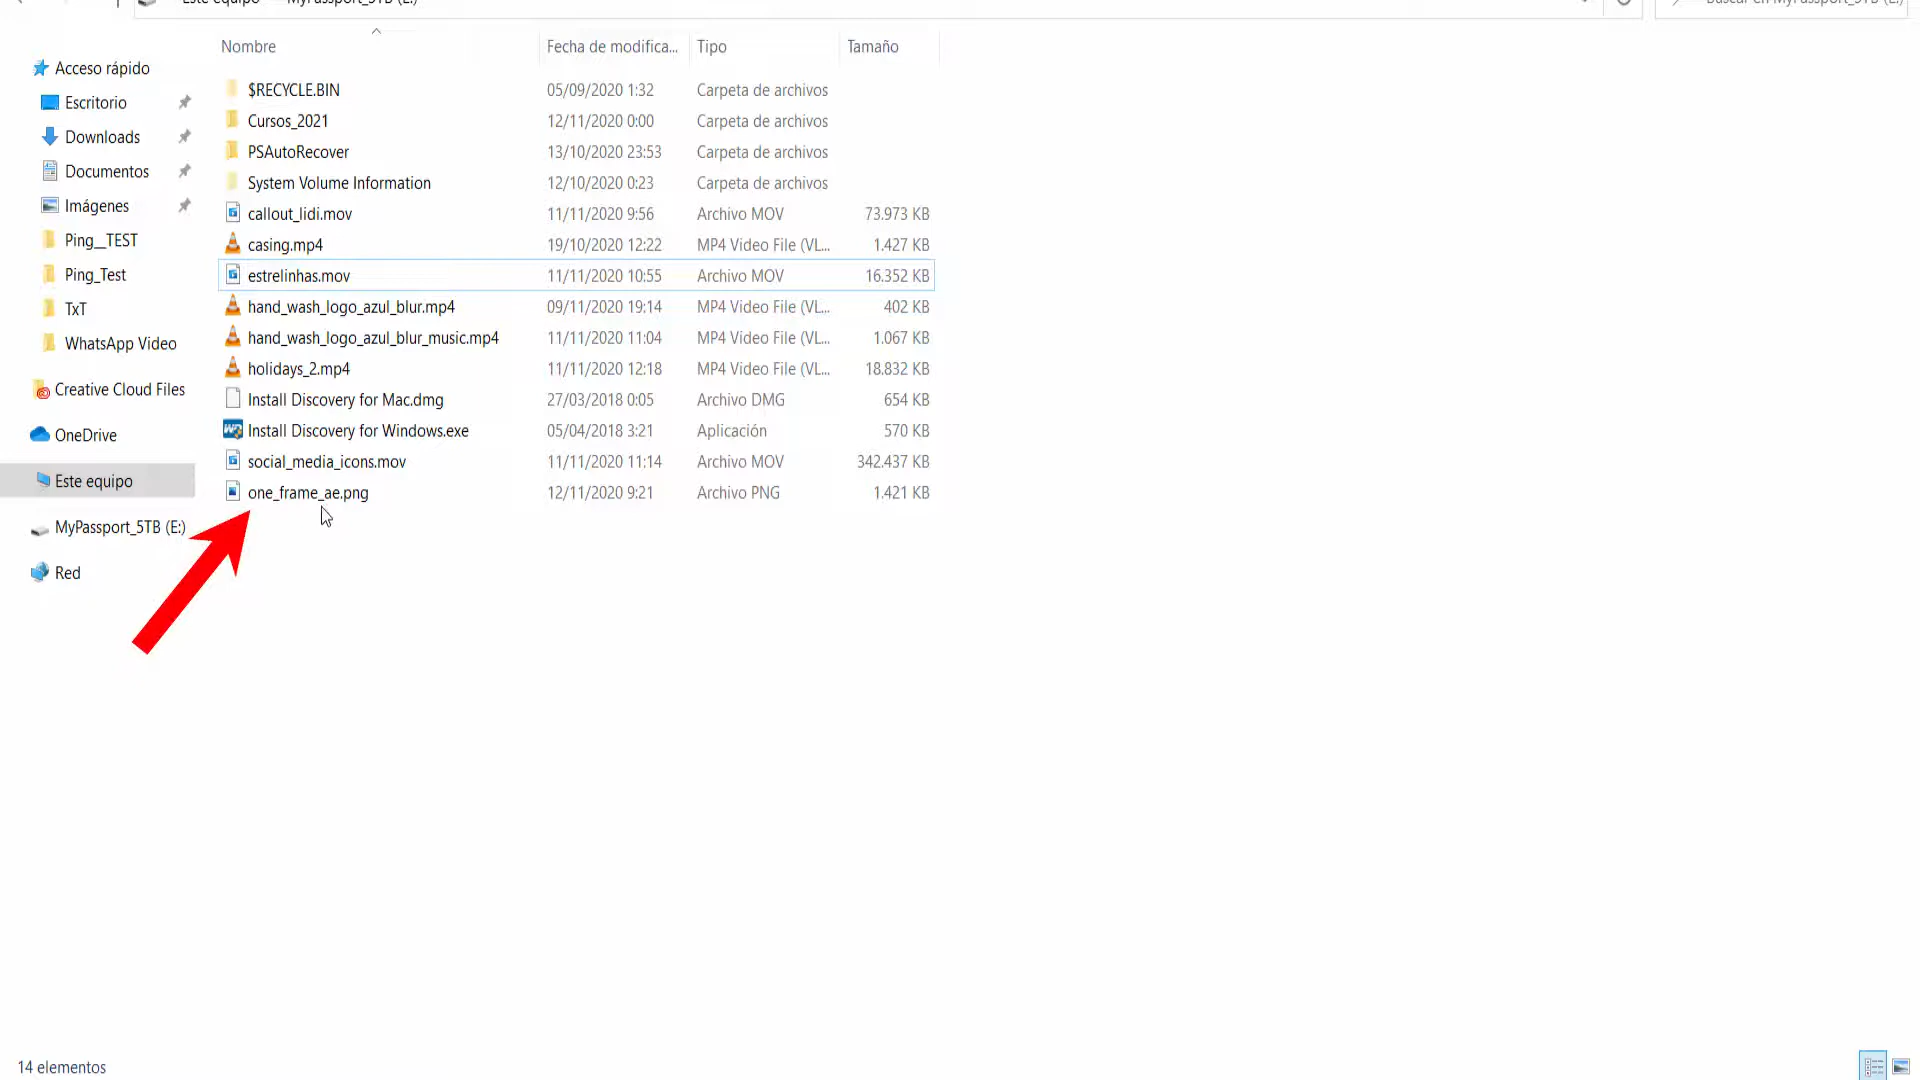 Este equipo MyPassport_5TB (E:) Buscar en MyPassport_5TB (E:)
Nombre Fecha de modifica... Tipo Tamaño
Acceso rápido
Escritorio
Downloads
Documentos
Imágenes
Ping__TEST
Ping_Test
TxT
WhatsApp Video
Creative Cloud Files
OneDrive
Este equipo
MyPassport_5TB (E:)
Red
$RECYCLE.BIN 05/09/2020 1:32 Carpeta de archivos
Cursos_2021 12/11/2020 0:00 Carpeta de archivos
PSAutoRecover 13/10/2020 23:53 Carpeta de archivos
System Volume Information 12/10/2020 0:23 Carpeta de archivos
callout_lidi.mov 11/11/2020 9:56 Archivo MOV 73.973 KB
casing.mp4 19/10/2020 12:22 MP4 Video File (VL... 1.427 KB
estrelinhas.mov 11/11/2020 10:55 Archivo MOV 16.352 KB
hand_wash_logo_azul_blur.mp4 09/11/2020 19:14 MP4 Video File (VL... 402 KB
hand_wash_logo_azul_blur_music.mp4 11/11/2020 11:04 MP4 Video File (VL... 1.067 KB
holidays_2.mp4 11/11/2020 12:18 MP4 Video File (VL... 18.832 KB
Install Discovery for Mac.dmg 27/03/2018 0:05 Archivo DMG 654 KB
Install Discovery for Windows.exe 05/04/2018 3:21 Aplicación 570 KB
social_media_icons.mov 11/11/2020 11:14 Archivo MOV 342.437 KB
one_frame_ae.png 12/11/2020 9:21 Archivo PNG 1.421 KB
14 elementos